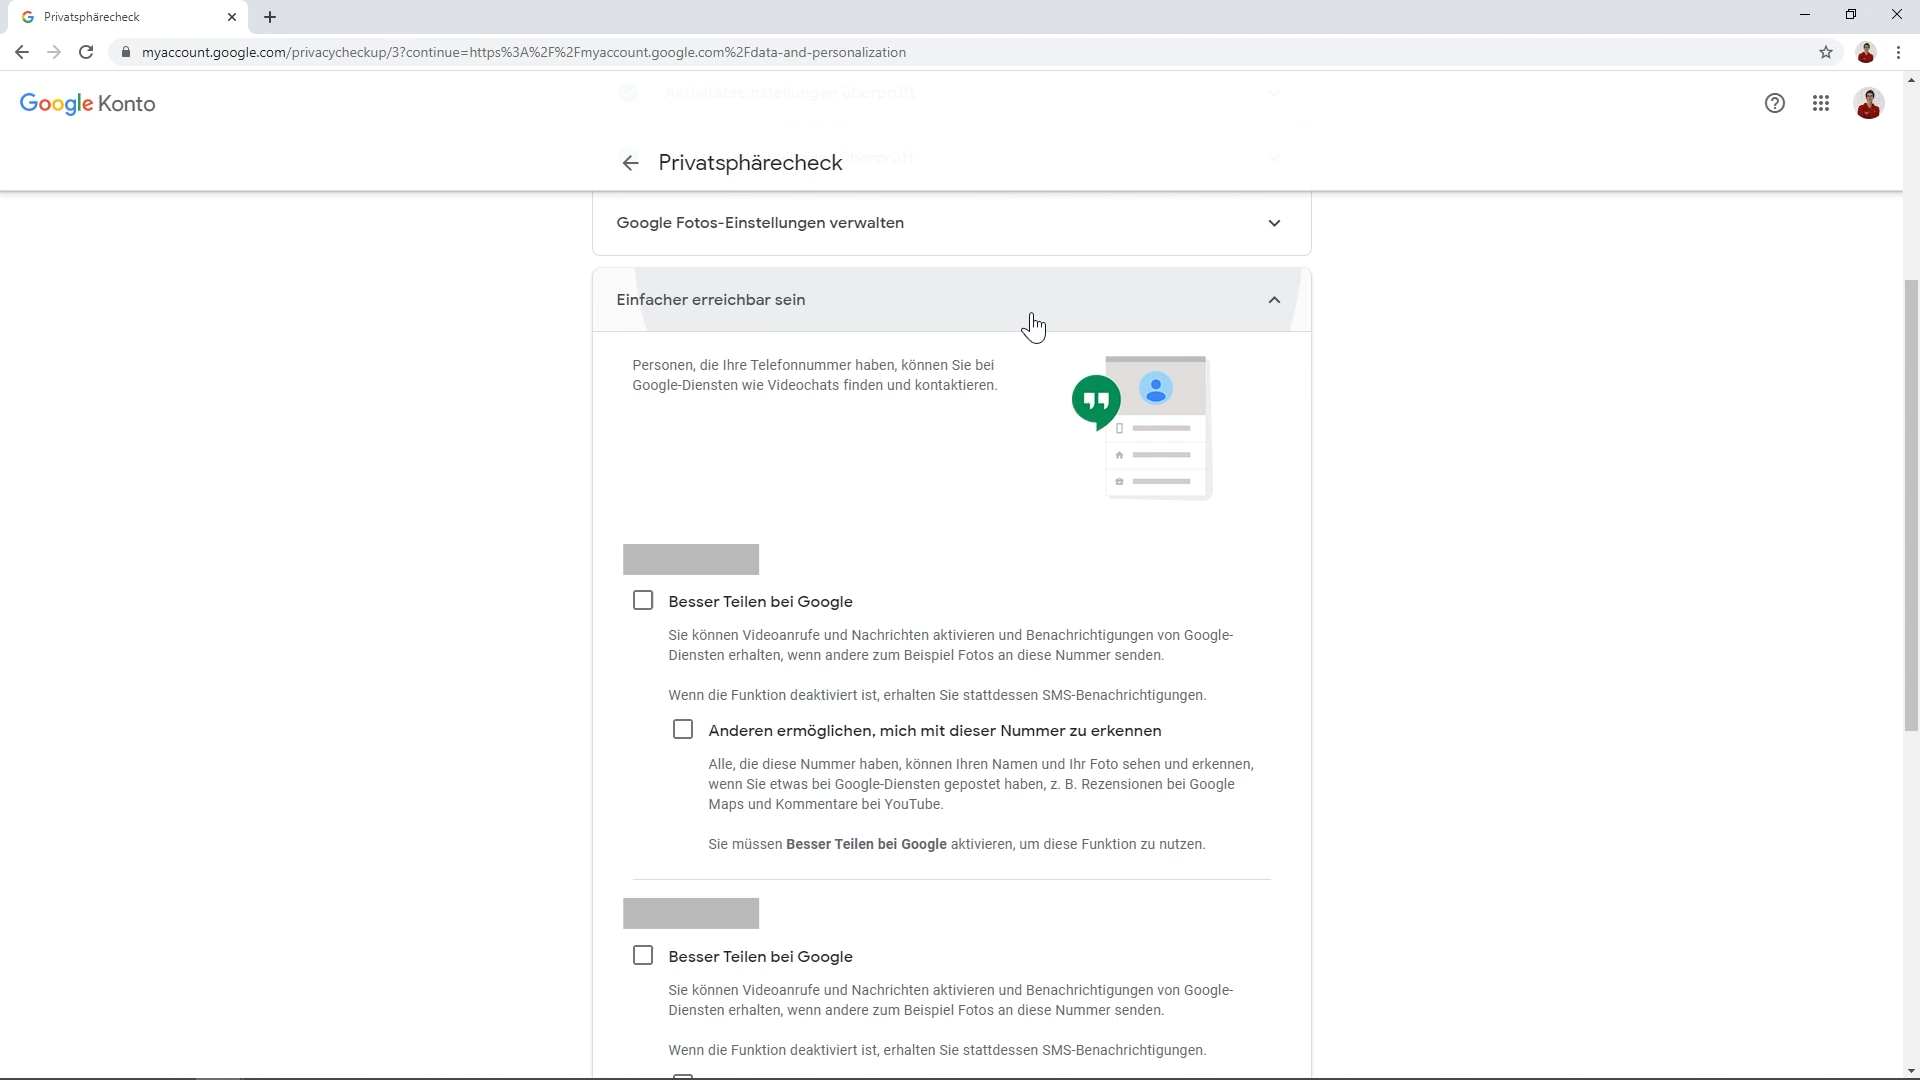 Privatsphärecheck
myaccount.google.com/privacycheckup/3?continue=https%3A%2F%2Fmyaccount.google.com%2Fdata-and-personalization
Google Konto
Aktivitätseinstellungen überprüft
überprüft
Privatsphärecheck
Google Fotos-Einstellungen verwalten
Einfacher erreichbar sein
Personen, die Ihre Telefonnummer haben, können Sie bei
Google-Diensten wie Videochats finden und kontaktieren.
Besser Teilen bei Google
Sie können Videoanrufe und Nachrichten aktivieren und Benachrichtigungen von Google-
Diensten erhalten, wenn andere zum Beispiel Fotos an diese Nummer senden.
Wenn die Funktion deaktiviert ist, erhalten Sie stattdessen SMS-Benachrichtigungen.
Anderen ermöglichen, mich mit dieser Nummer zu erkennen
Alle, die diese Nummer haben, können Ihren Namen und Ihr Foto sehen und erkennen,
wenn Sie etwas bei Google-Diensten gepostet haben, z. B. Rezensionen bei Google
Maps und Kommentare bei YouTube.
Sie müssen Besser Teilen bei Google aktivieren, um diese Funktion zu nutzen.
Besser Teilen bei Google
Sie können Videoanrufe und Nachrichten aktivieren und Benachrichtigungen von Google-
Diensten erhalten, wenn andere zum Beispiel Fotos an diese Nummer senden.
Wenn die Funktion deaktiviert ist, erhalten Sie stattdessen SMS-Benachrichtigungen.